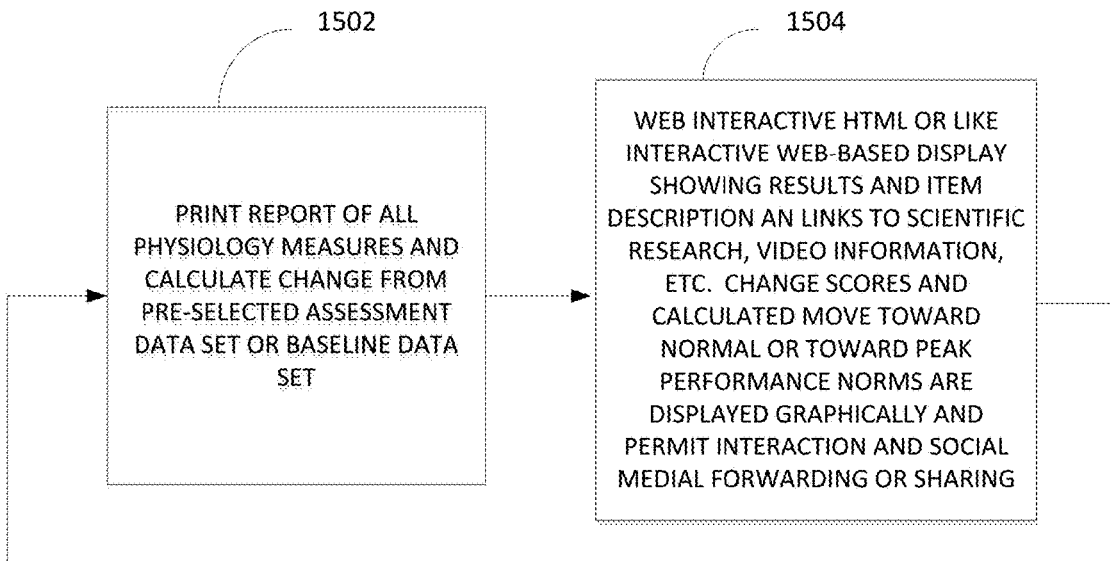 1502
PRINT REPORT OF ALL
PHYSIOLOGY MEASURES AND
CALCULATE CHANGE FROM
PRE-SELECTED ASSESSMENT
DATA SET OR BASELINE DATA
SET
1504
WEB INTERACTIVE HTML OR LIKE
INTERACTIVE WEB-BASED DISPLAY
SHOWING RESULTS AND ITEM
DESCRIPTION AN LINKS TO SCIENTIFIC
RESEARCH, VIDEO INFORMATION,
ETC. CHANGE SCORES AND
CALCULATED MOVE TOWARD
NORMAL OR TOWARD PEAK
PERFORMANCE NORMS ARE
DISPLAYED GRAPHICALLY AND
PERMIT INTERACTION AND SOCIAL
MEDIAL FORWARDING OR SHARING